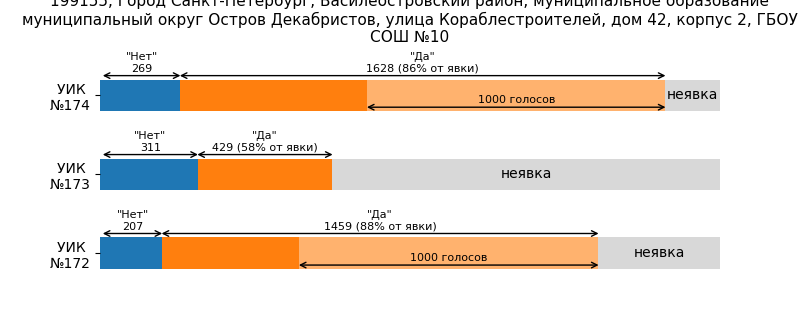 199155, город Санкт-Петербург, Василеостровский район, муниципальное образование
муниципальный округ Остров Декабристов, улица Кораблестроителей, дом 42, корпус 2, ГБОУ
СОШ №10
"Нет"
269
"Да"
1628 (86% от явки)
УИК
№174
1000 голосов
неявка
"Нет"
311
"Да"
429 (58% от явки)
УИК
№173
неявка
"Нет"
207
"Да"
1459 (88% от явки)
УИК
№172
1000 голосов
неявка